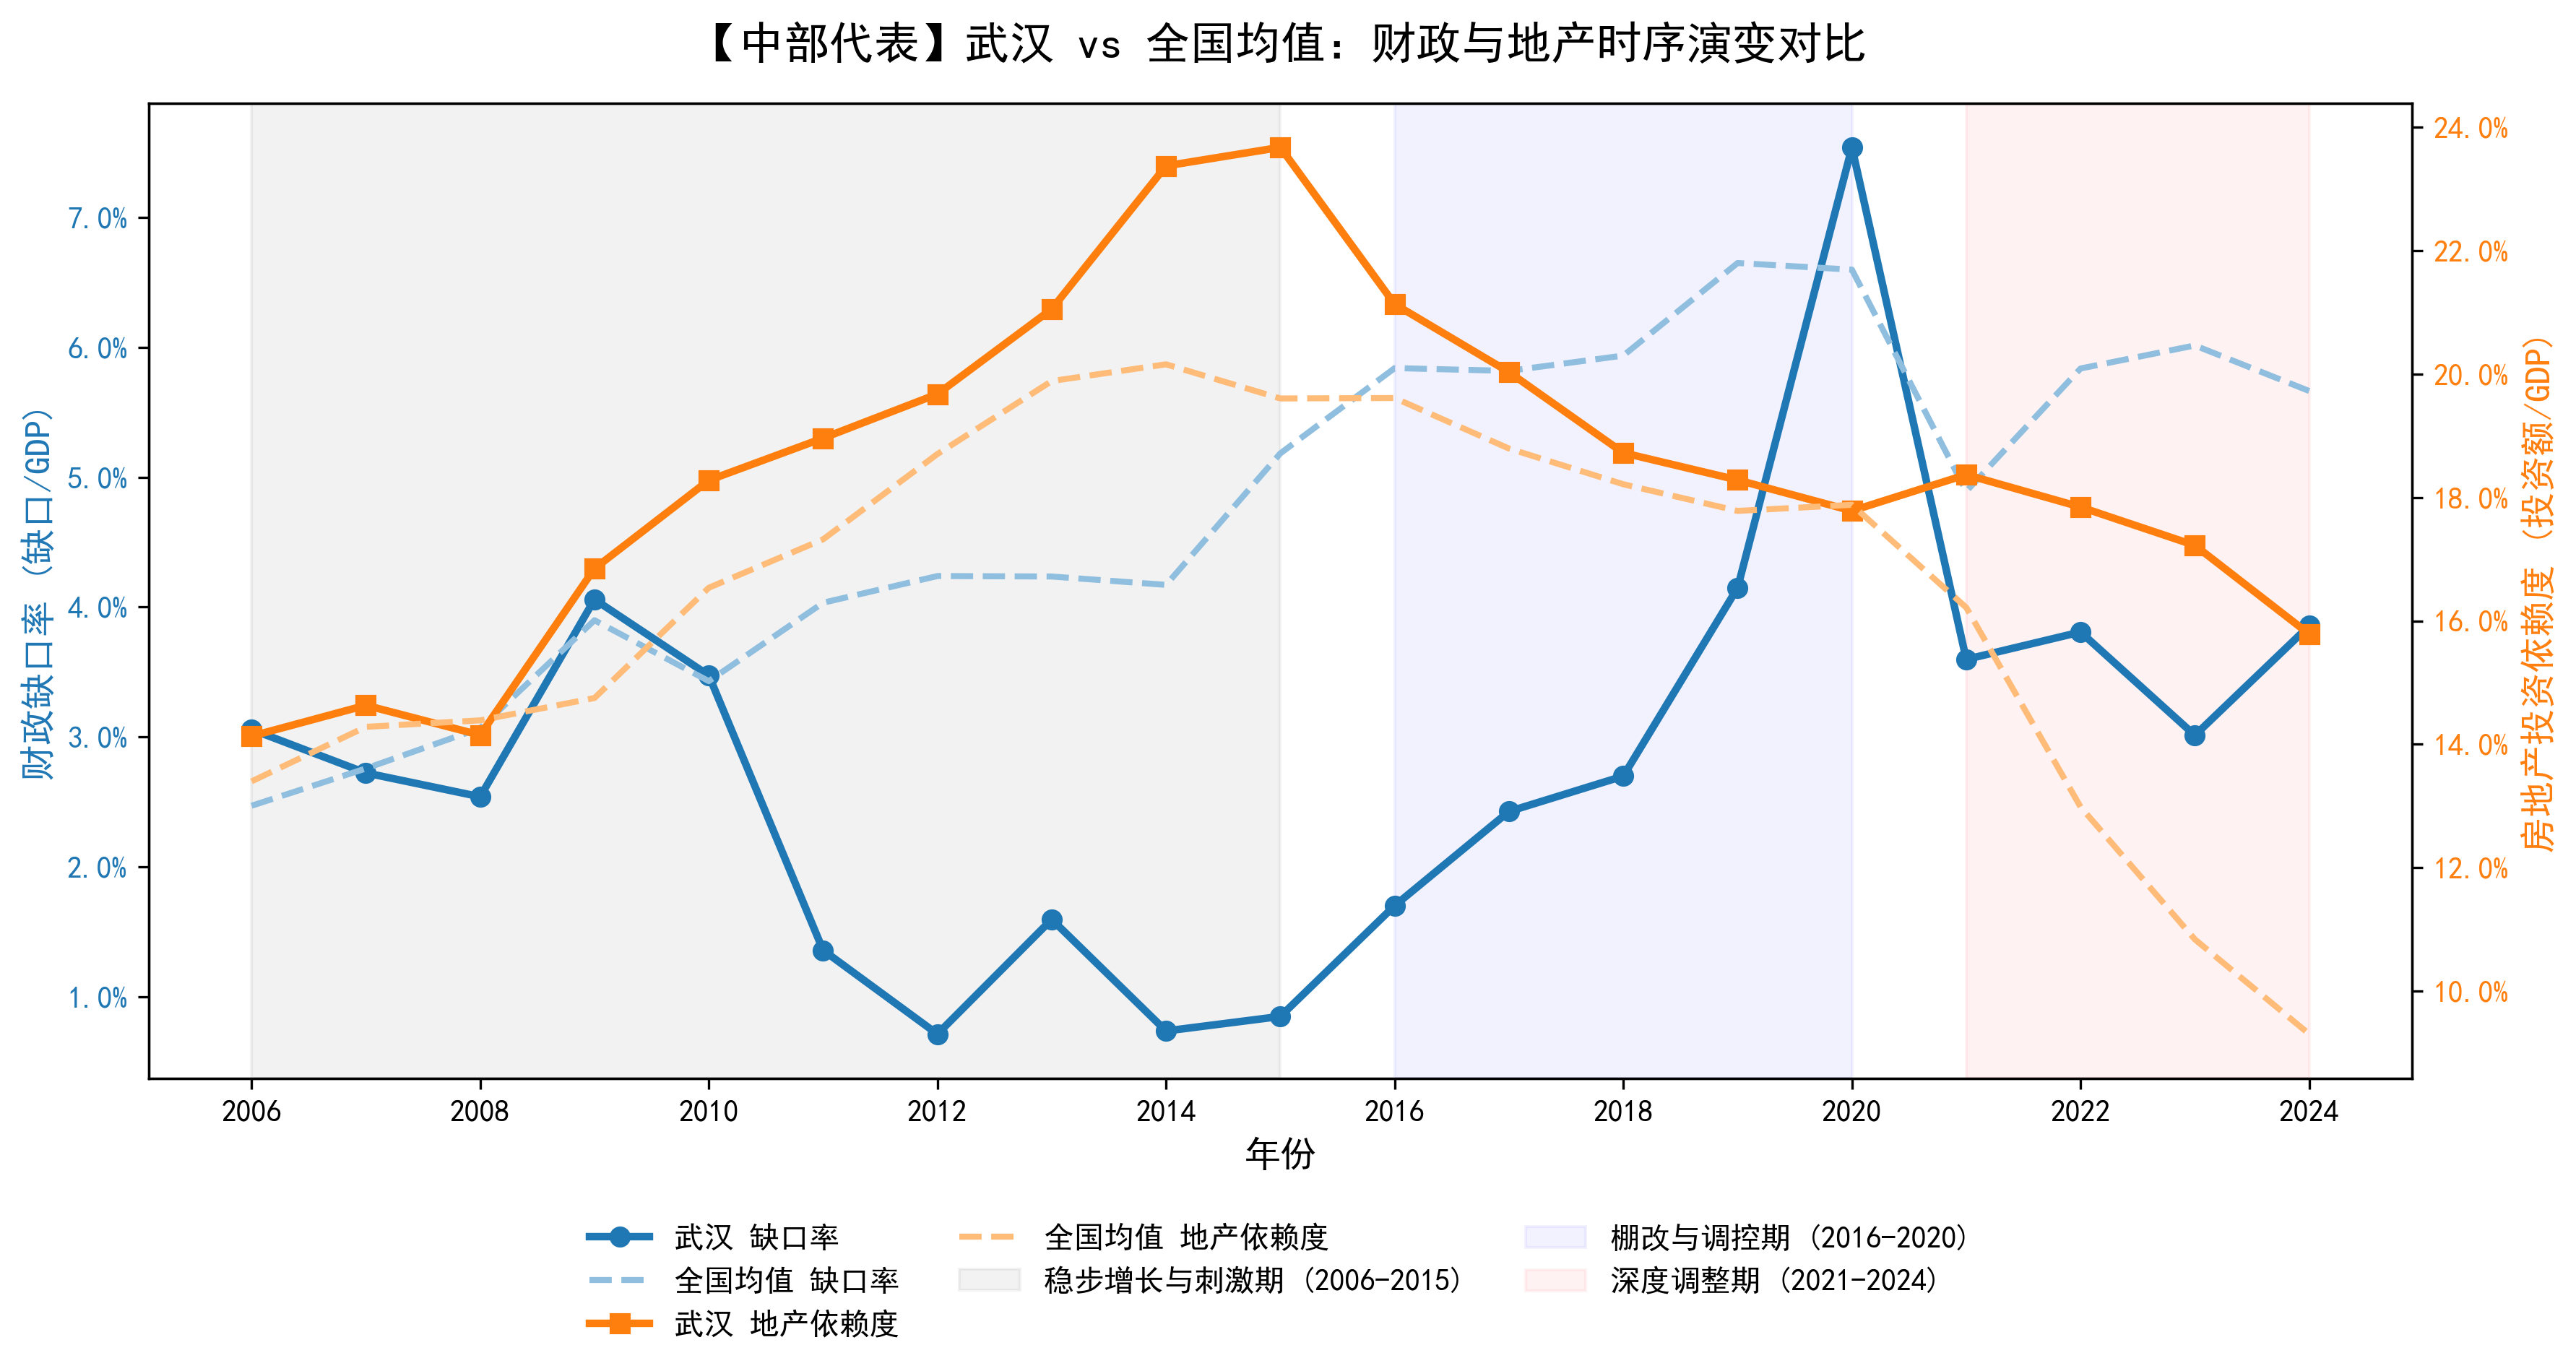 【中部代表】武汉 vs 全国均值：财政与地产时序演变对比
财政缺口率（缺口/GDP）
7.0%
6.0%
5.0%
4.0%
3.0%
2.0%
1.0%
24.0%
22.0%
20.0%
18.0%
16.0%
14.0%
12.0%
10.0%
房地产投资依赖度（投资额/GDP）
2006 2008 2010 2012 2014 2016 2018 2020 2022 2024
年份
武汉 缺口率
全国均值 缺口率
武汉 地产依赖度
全国均值 地产依赖度
稳步增长与刺激期 (2006-2015)
棚改与调控期 (2016-2020)
深度调整期 (2021-2024)